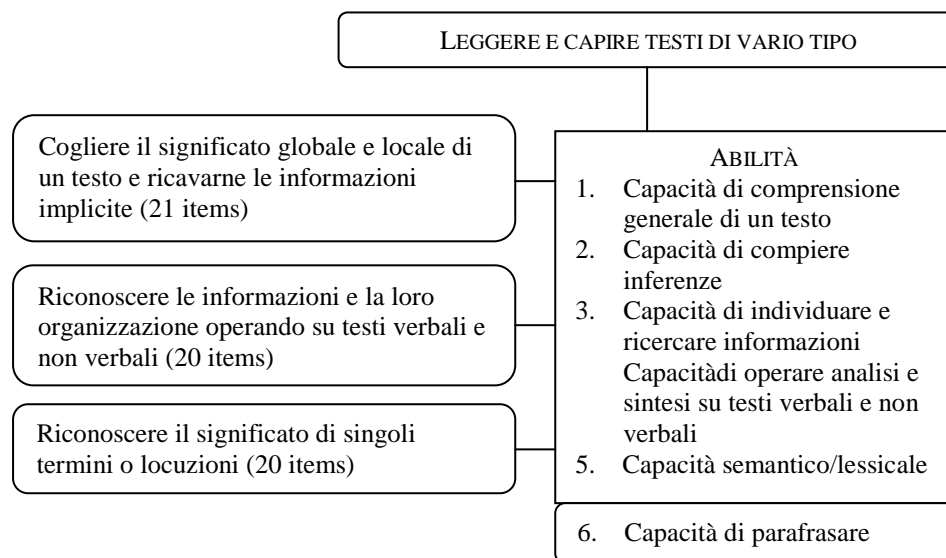 LEGGERE E CAPIRE TESTI DI VARIO TIPO
Cogliere il significato globale e locale di
un testo e ricavarne le informazioni
implicite (21 items)
Riconoscere le informazioni e la loro
organizzazione operando su testi verbali e
non verbali (20 items)
Riconoscere il significato di singoli
termini o locuzioni (20 items)
ABILITÀ
1. Capacità di comprensione
generale di un testo
2. Capacità di compiere
inferenze
3. Capacità di individuare e
ricercare informazioni
Capacitàdi operare analisi e
sintesi su testi verbali e non
verbali
5. Capacità semantico/lessicale
6. Capacità di parafrasare